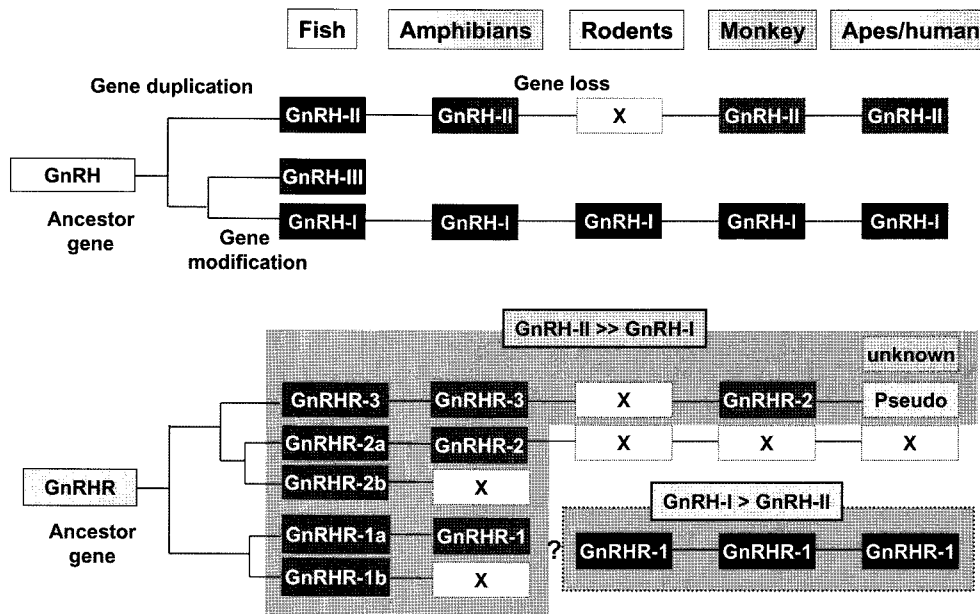 Fish Amphibians Rodents Monkey Apes/human
Gene duplication Gene loss
GnRH-II GnRH-II X GnRH-II GnRH-II
GnRH
GnRH-III
Ancestor
gene
GnRH-I GnRH-I GnRH-I GnRH-I GnRH-I
Gene
modification
GnRH-II >> GnRH-I
unknown
GnRHR-3 GnRHR-3 X GnRHR-2 Pseudo
GnRHR-2a GnRHR-2 X X X
GnRHR
GnRHR-2b X
Ancestor
gene
GnRH-I > GnRH-II
GnRHR-1a GnRHR-1 ? GnRHR-1 GnRHR-1 GnRHR-1
GnRHR-1b X